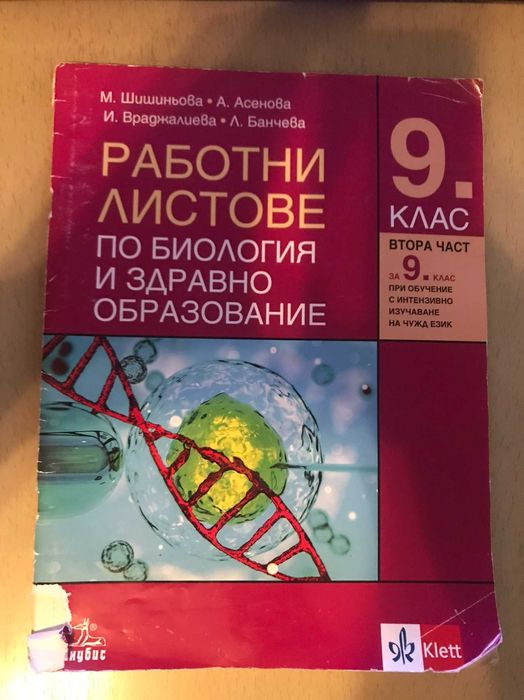 М. Шишиньова • А. Асенова
И. Враджалиева • Л. Банчева
РАБОТНИ
ЛИСТОВЕ
ПО БИОЛОГИЯ
И ЗДРАВНО
ОБРАЗОВАНИЕ
9.
КЛАС
ВТОРА ЧАСТ
ЗА 9. КЛАС
ПРИ ОБУЧЕНИЕ
С ИНТЕНЗИВНО
ИЗУЧАВАНЕ
НА ЧУЖД ЕЗИК
Klett